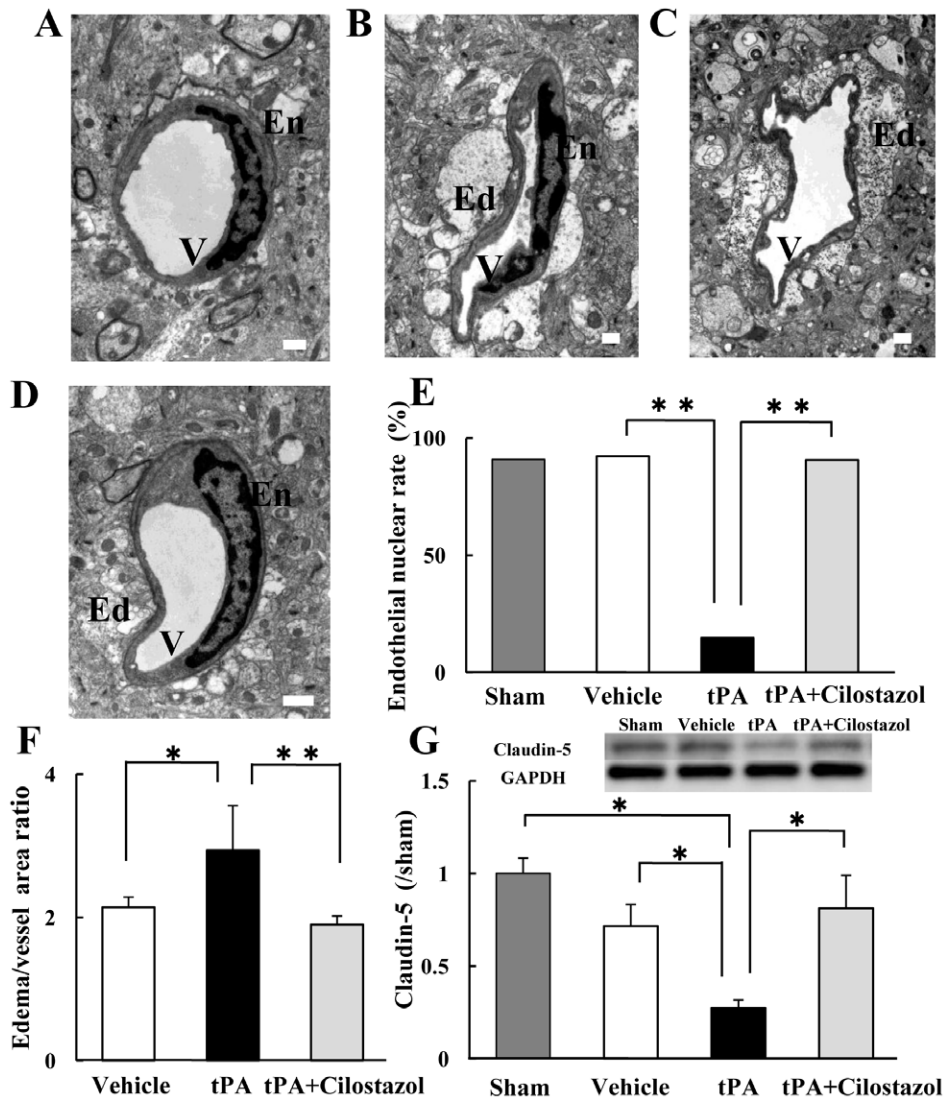 A
En
V
B
En
Ed
V
C
Ed
V
D
En
Ed
V
E
Endothelial nuclear rate (%)
100
50
0
**
**
Sham Vehicle tPA tPA+Cilostazol
F
Edema/vessel area ratio
4
2
0
*
**
Vehicle tPA tPA+Cilostazol
G
Sham Vehicle tPA tPA+Cilostazol
Claudin-5
GAPDH
Claudin-5 (/sham)
1.5
1
0.5
0
*
*
*
Sham Vehicle tPA tPA+Cilostazol